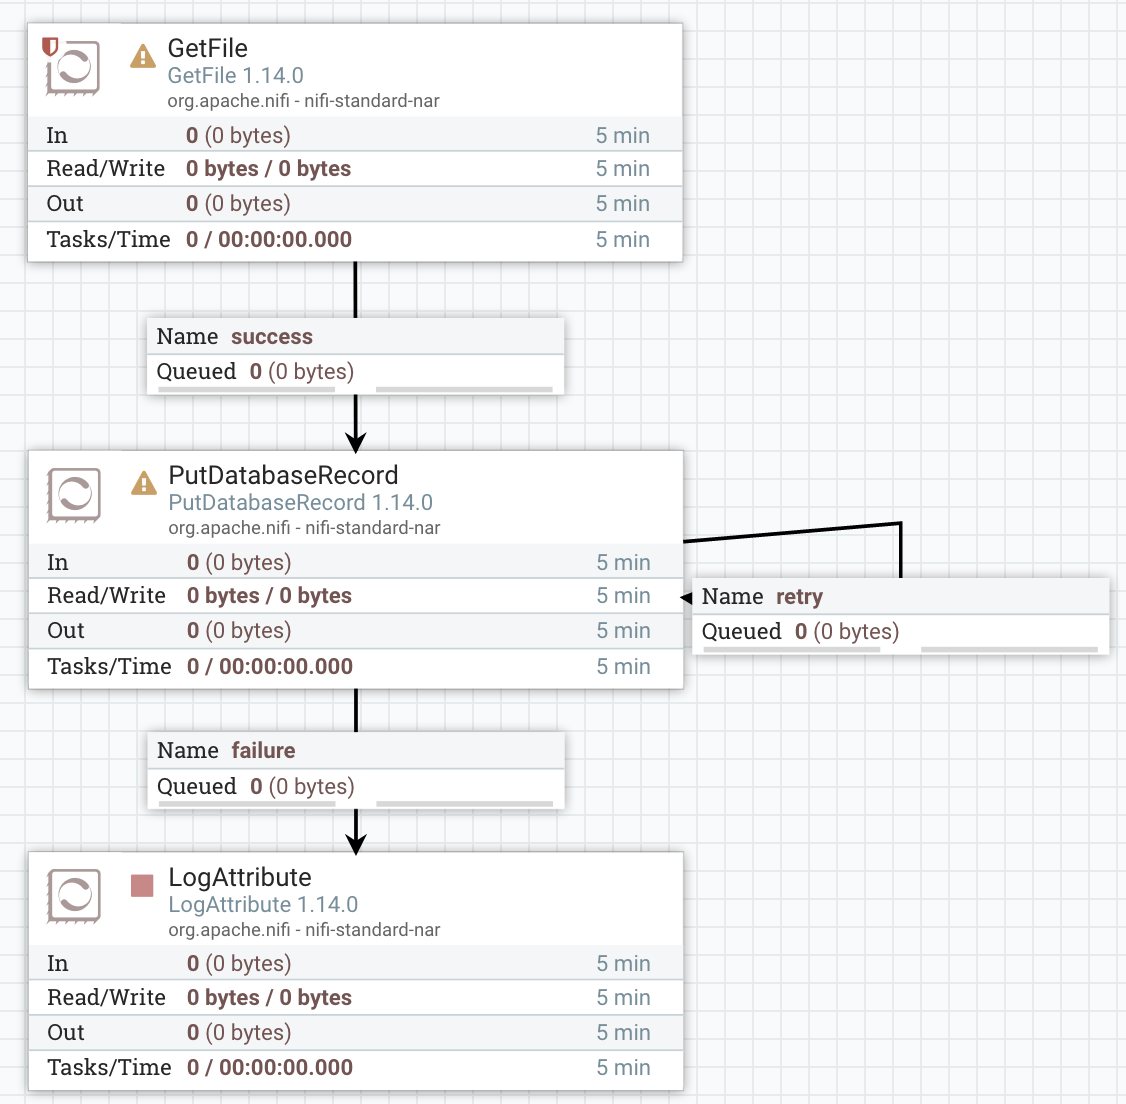 GetFile
GetFile 1.14.0
org.apache.nifi - nifi-standard-nar
In 0 (0 bytes) 5 min
Read/Write 0 bytes / 0 bytes 5 min
Out 0 (0 bytes) 5 min
Tasks/Time 0 / 00:00:00.000 5 min
Name success
Queued 0 (0 bytes)
PutDatabaseRecord
PutDatabaseRecord 1.14.0
org.apache.nifi - nifi-standard-nar
In 0 (0 bytes) 5 min
Read/Write 0 bytes / 0 bytes 5 min
Out 0 (0 bytes) 5 min
Tasks/Time 0 / 00:00:00.000 5 min
Name retry
Queued 0 (0 bytes)
Name failure
Queued 0 (0 bytes)
LogAttribute
LogAttribute 1.14.0
org.apache.nifi - nifi-standard-nar
In 0 (0 bytes) 5 min
Read/Write 0 bytes / 0 bytes 5 min
Out 0 (0 bytes) 5 min
Tasks/Time 0 / 00:00:00.000 5 min